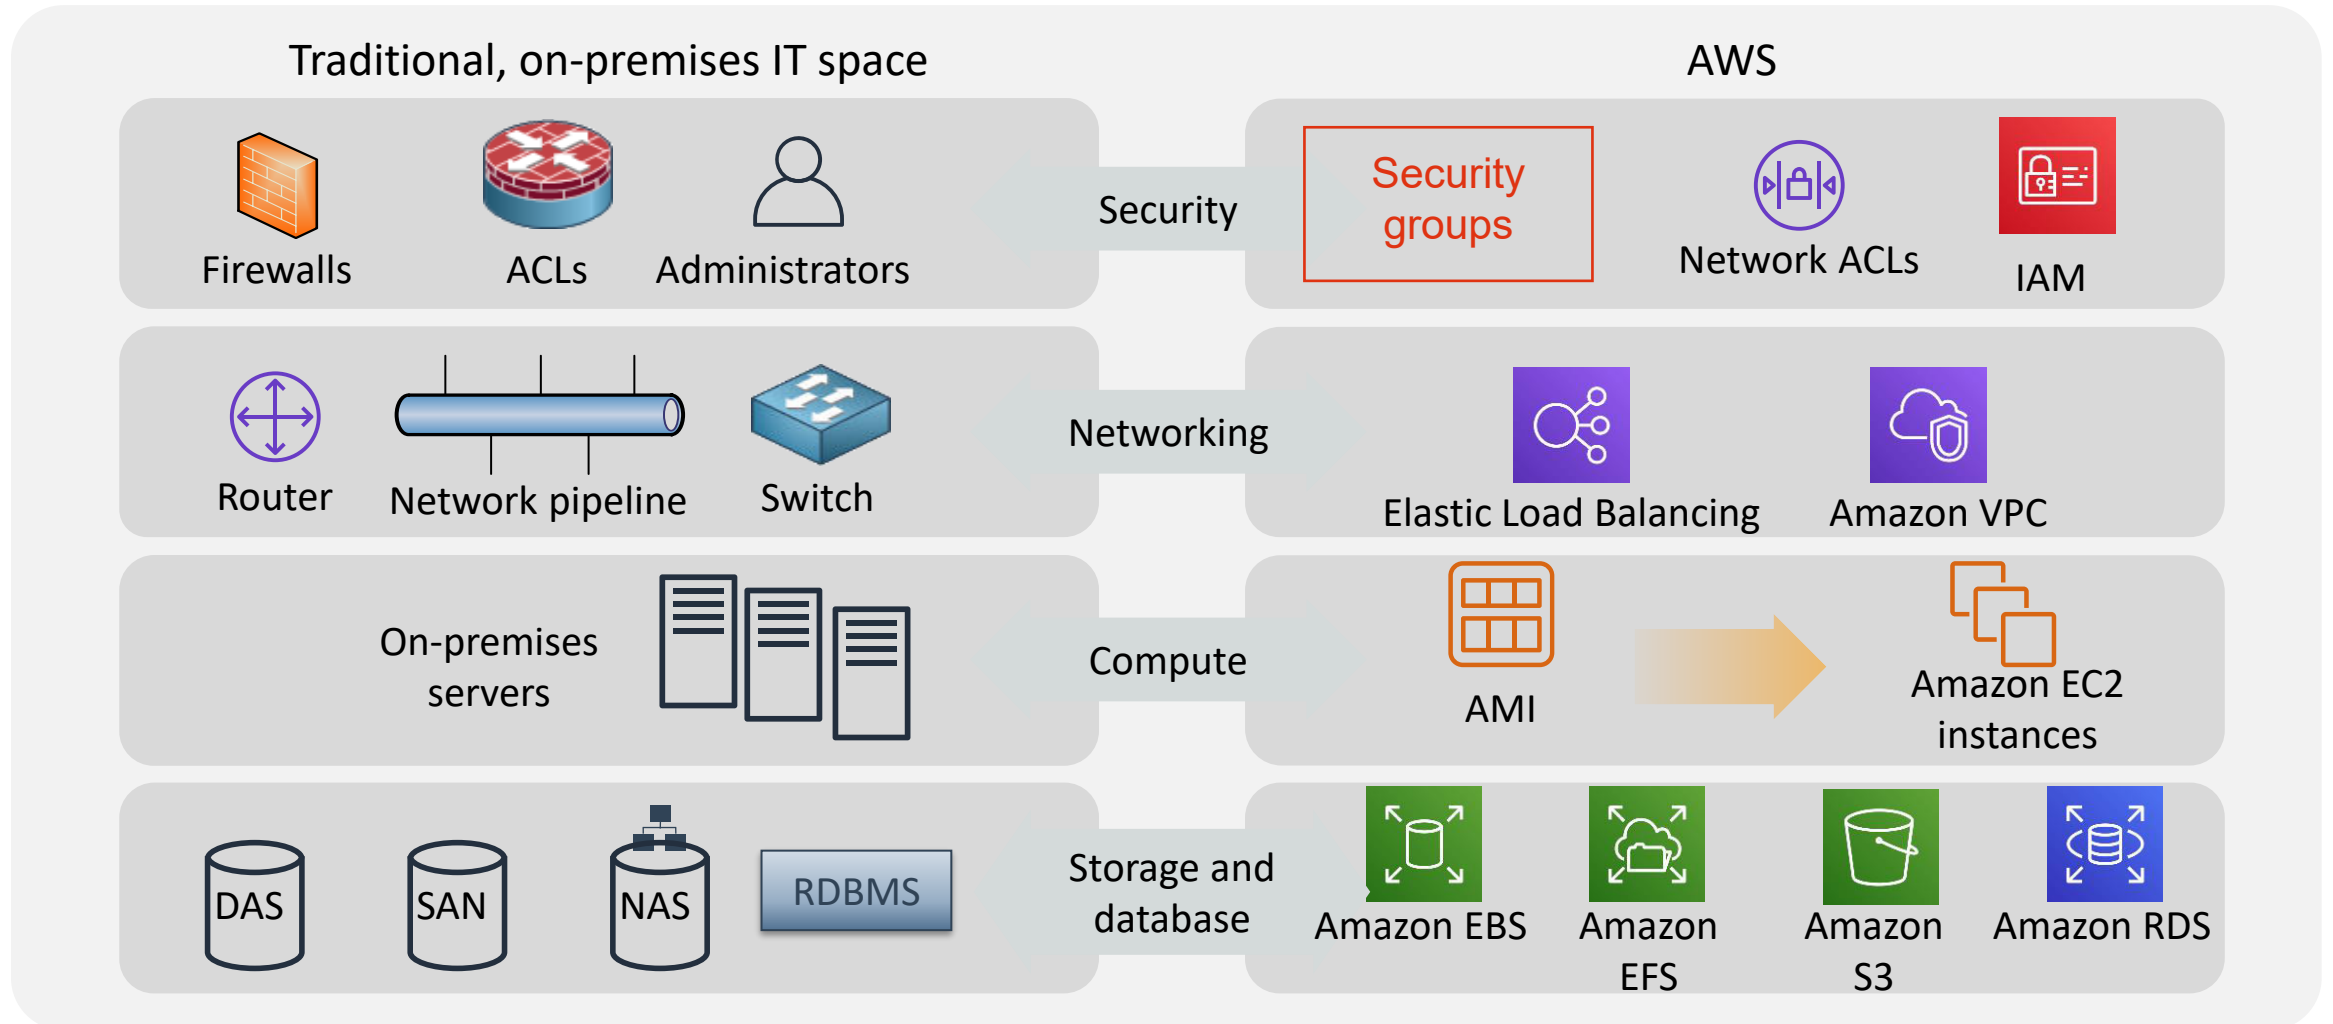 Traditional, on-premises IT space
AWS
Firewalls
ACLs
Administrators
Security
Security
groups
Network ACLs
IAM
Router
Network pipeline
Switch
Networking
Elastic Load Balancing
Amazon VPC
On-premises
servers
Compute
AMI
Amazon EC2
instances
DAS
SAN
NAS
RDBMS
Storage and
database
Amazon EBS
Amazon
EFS
Amazon
S3
Amazon RDS